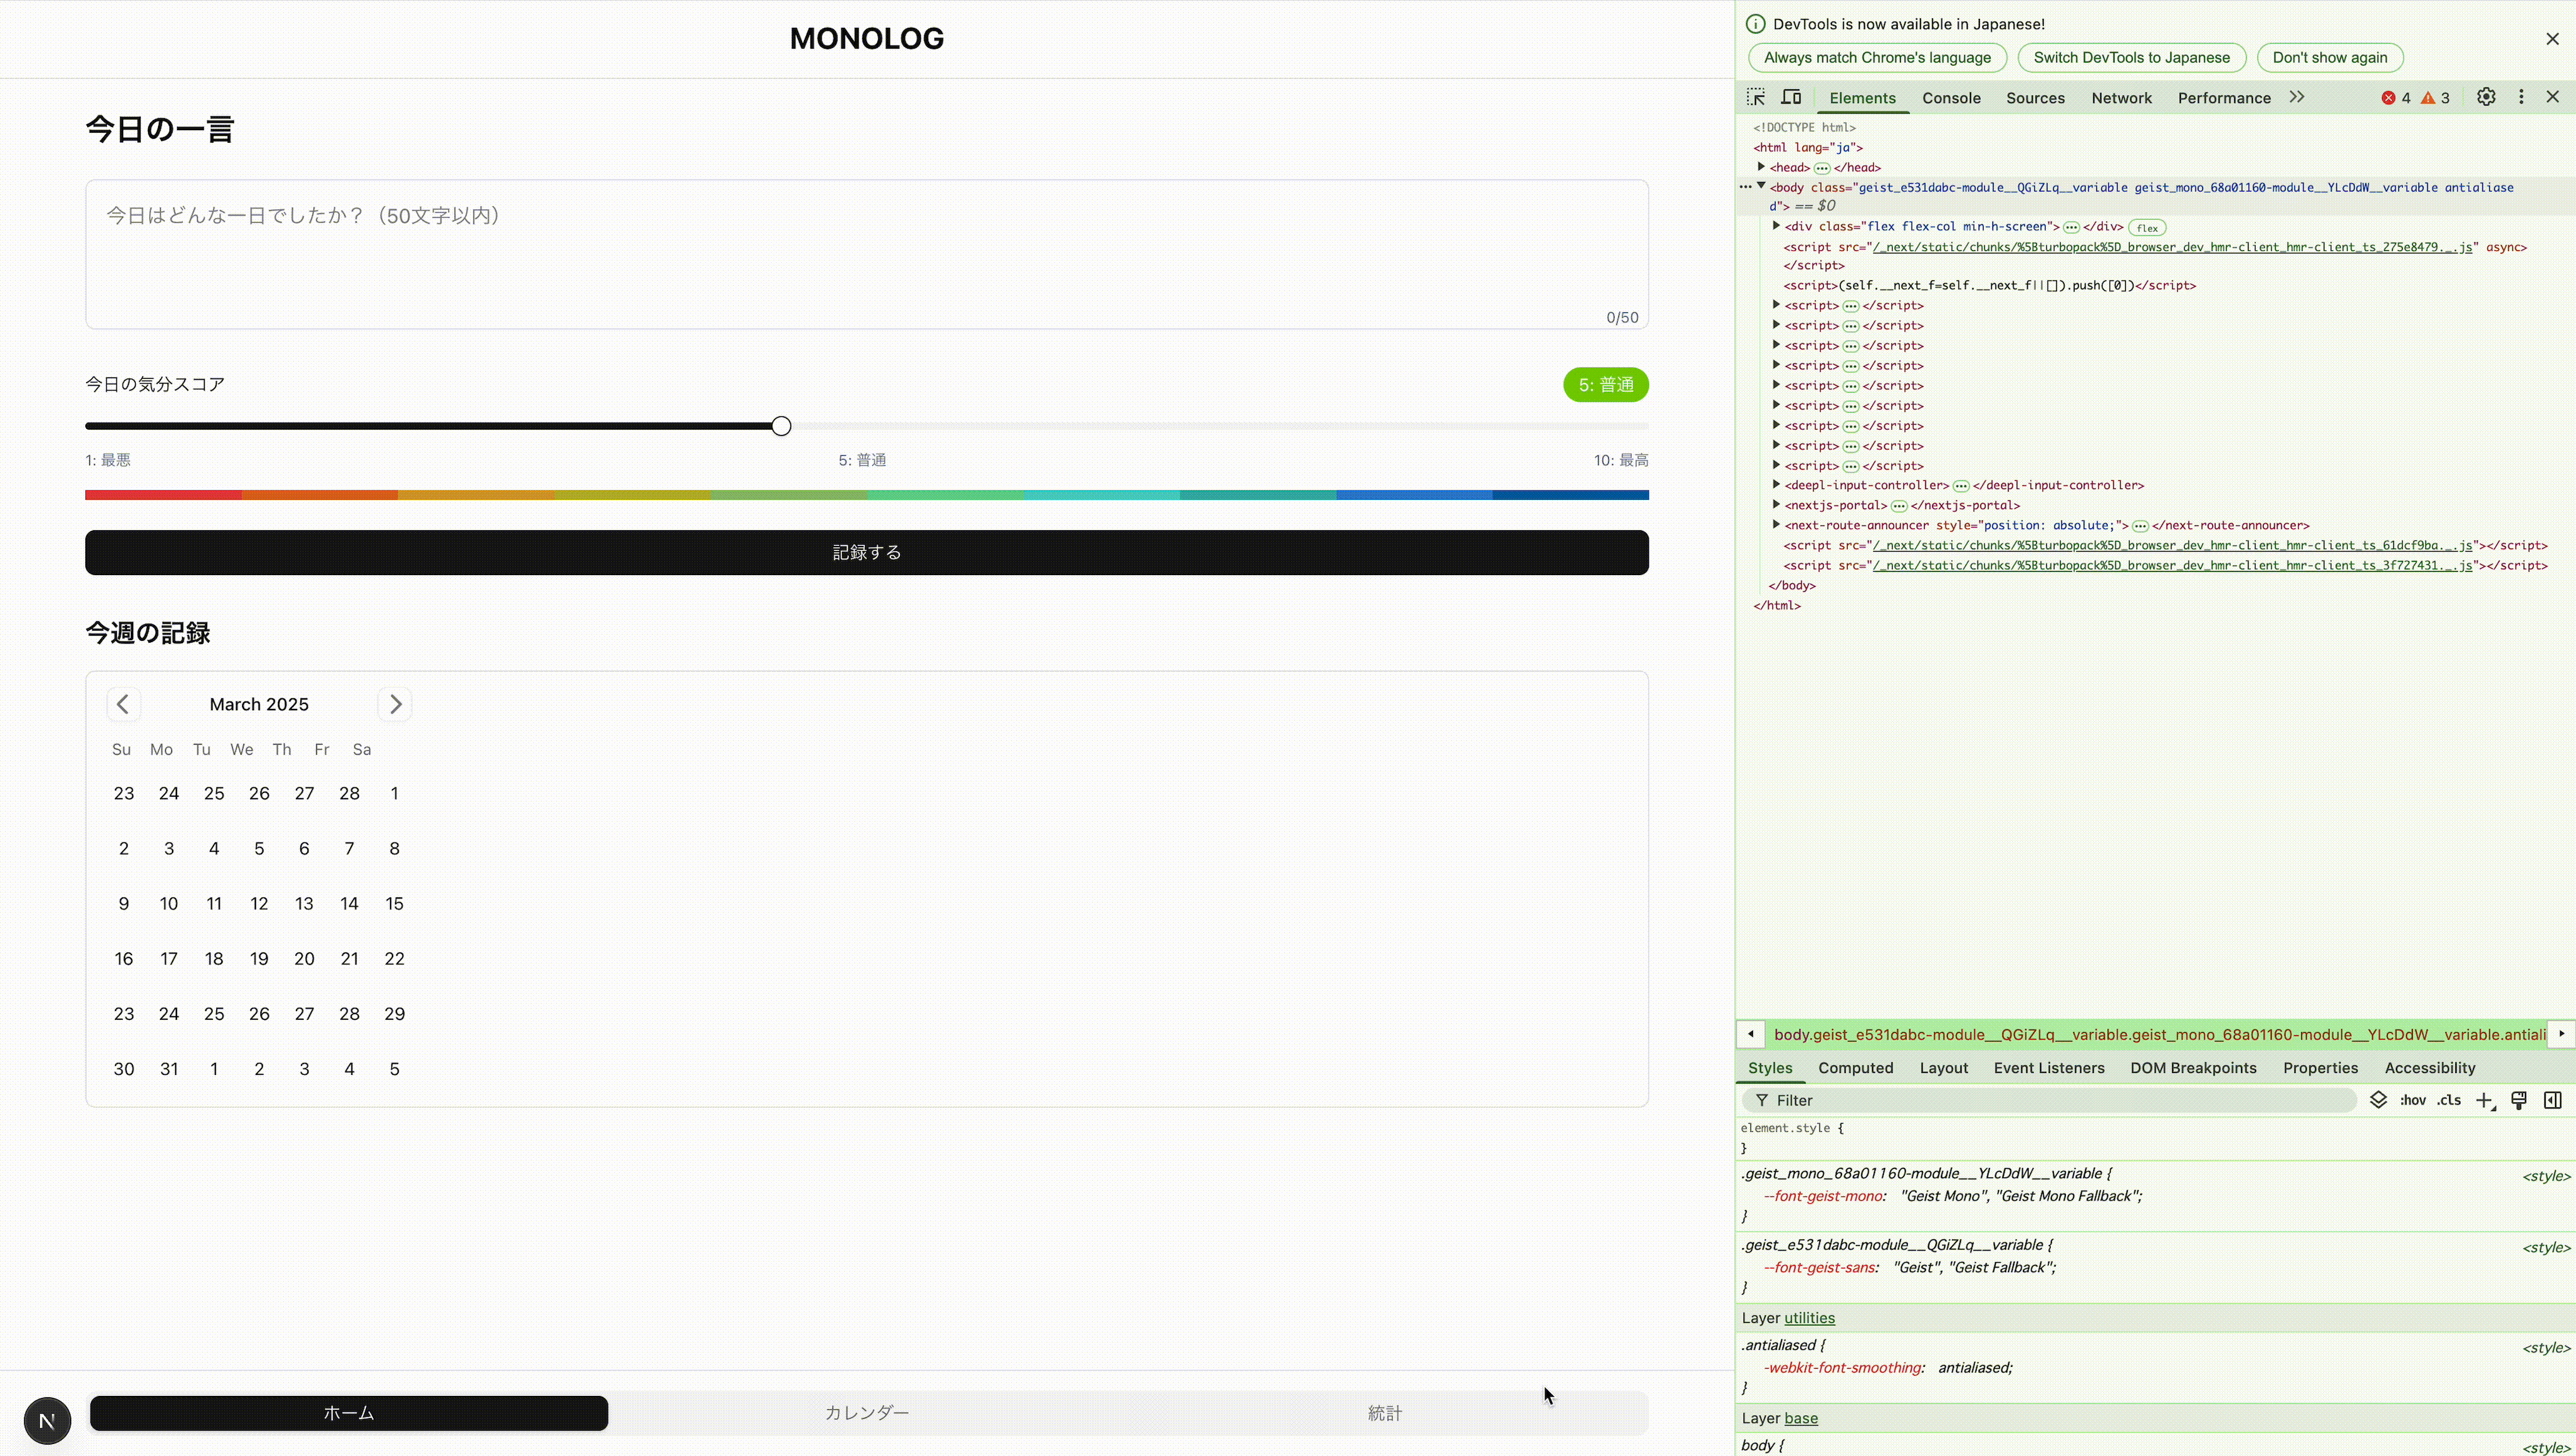 MONOLOG
今日の一言
今日はどんな一日でしたか？（50文字以内）
0/50
今日の気分スコア
5: 普通
1: 最悪
5: 普通
10: 最高
記録する
今週の記録
March 2025
Su Mo Tu We Th Fr Sa
23 24 25 26 27 28 1
2 3 4 5 6 7 8
9 10 11 12 13 14 15
16 17 18 19 20 21 22
23 24 25 26 27 28 29
30 31 1 2 3 4 5
N
ホーム
カレンダー
統計
DevTools is now available in Japanese!
Always match Chrome's language
Switch DevTools to Japanese
Don't show again
Elements Console Sources Network Performance 4 3
<!DOCTYPE html>
<html lang="ja">
<head> </head>
<body class="geist_e531dabc-module__QGiZLq__variable geist_mono_68a01160-module__YLcDdW__variable antialiase
d"> == $0
<div class="flex flex-col min-h-screen"> </div> flex
<script src="/_next/static/chunks/%5Bturbopack%5D_browser_dev_hmr-client_hmr-client_ts_275e8479._.js" async>
</script>
<script>(self.__next_f=self.__next_f||[]).push([0])</script>
<script> </script>
<script> </script>
<script> </script>
<script> </script>
<script> </script>
<script> </script>
<script> </script>
<script> </script>
<script> </script>
<deepl-input-controller> </deepl-input-controller>
<nextjs-portal> </nextjs-portal>
<next-route-announcer style="position: absolute;"> </next-route-announcer>
<script src="/_next/static/chunks/%5Bturbopack%5D_browser_dev_hmr-client_hmr-client_ts_61dcf9ba._.js"></script>
<script src="/_next/static/chunks/%5Bturbopack%5D_browser_dev_hmr-client_hmr-client_ts_3f727431._.js"></script>
</body>
</html>
body.geist_e531dabc-module__QGiZLq__variable.geist_mono_68a01160-module__YLcDdW__variable.antiali
Styles Computed Layout Event Listeners DOM Breakpoints Properties Accessibility
Filter :hov .cls
element.style {
}
.geist_mono_68a01160-module__YLcDdW__variable { <style>
--font-geist-mono: "Geist Mono", "Geist Mono Fallback";
}
.geist_e531dabc-module__QGiZLq__variable { <style>
--font-geist-sans: "Geist", "Geist Fallback";
}
Layer utilities
.antialiased { <style>
-webkit-font-smoothing: antialiased;
}
Layer base
body { <style>